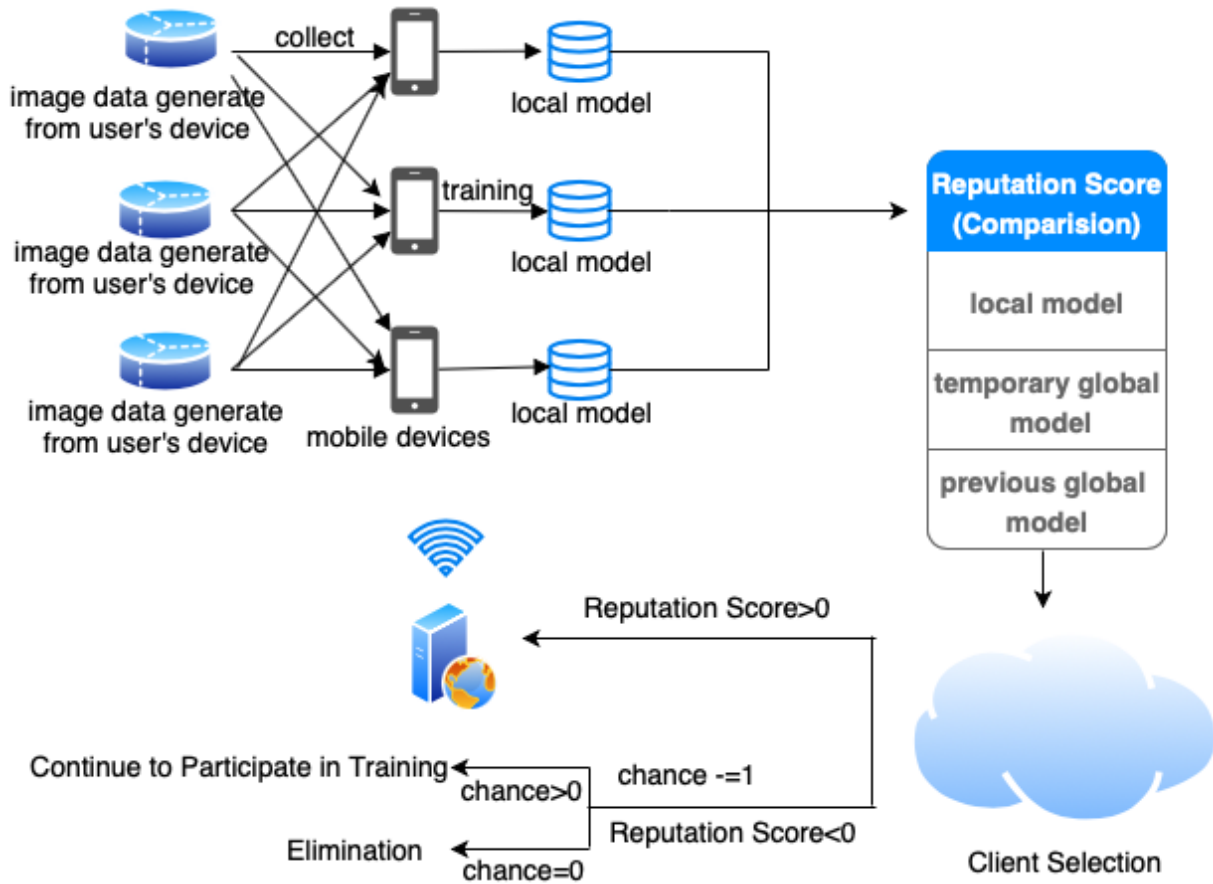 collect
image data generate
from user's device
local model
training
image data generate
from user's device
local model
image data generate
from user's device
mobile devices
local model
Reputation Score
(Comparision)
local model
temporary global
model
previous global
model
Reputation Score>0
Continue to Participate in Training
chance>0
chance -=1
Reputation Score<0
Elimination
chance=0
Client Selection